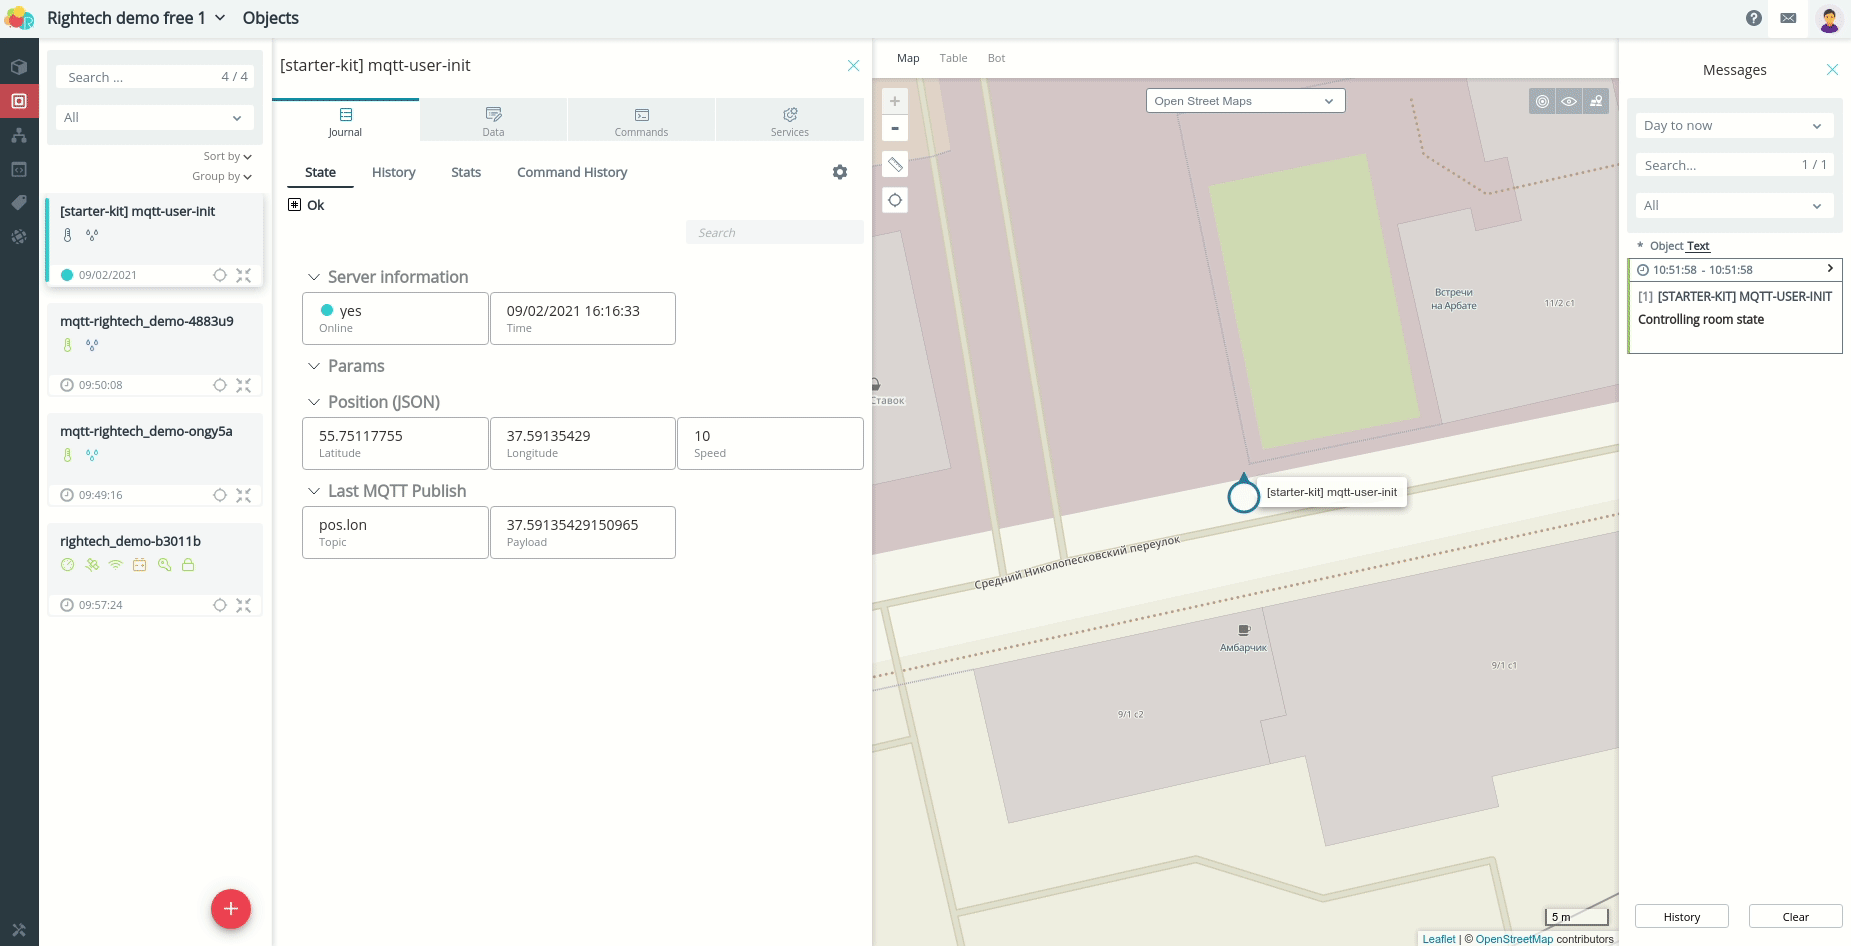 Rightech demo free 1
Objects
Search ...
4 / 4
All
Sort by
Group by
[starter-kit] mqtt-user-init
09/02/2021
mqtt-rightech_demo-4883u9
09:50:08
mqtt-rightech_demo-ongy5a
09:49:16
rightech_demo-b3011b
09:57:24
+
[starter-kit] mqtt-user-init
Journal
Data
Commands
Services
State
History
Stats
Command History
Ok
Search
Server information
yes
Online
09/02/2021 16:16:33
Time
Params
Position (JSON)
55.75117755
Latitude
37.59135429
Longitude
10
Speed
Last MQTT Publish
pos.lon
Topic
37.59135429150965
Payload
Map
Table
Bot
+
-
Open Street Maps
Встречи
на Арбате
11/2 с1
Ставок
[starter-kit] mqtt-user-init
Средний Николопесковский переулок
Амбарчик
9/1 с1
9/1 с2
5 m
Leaflet | © OpenStreetMap contributors
Messages
Day to now
Search...
1 / 1
All
* Object Text
10:51:58 - 10:51:58
[1] [STARTER-KIT] MQTT-USER-INIT
Controlling room state
History
Clear